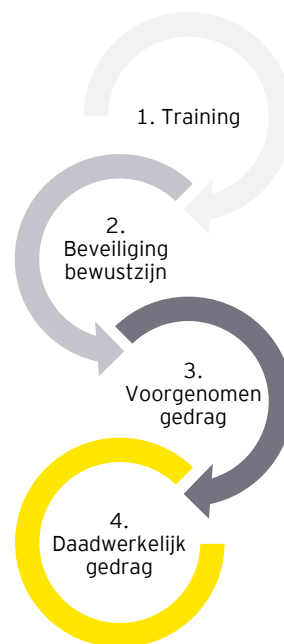 1. Training
2.
Beveiliging
bewustzijn
3.
Voorgenomen
gedrag
4.
Daadwerkelijk
gedrag